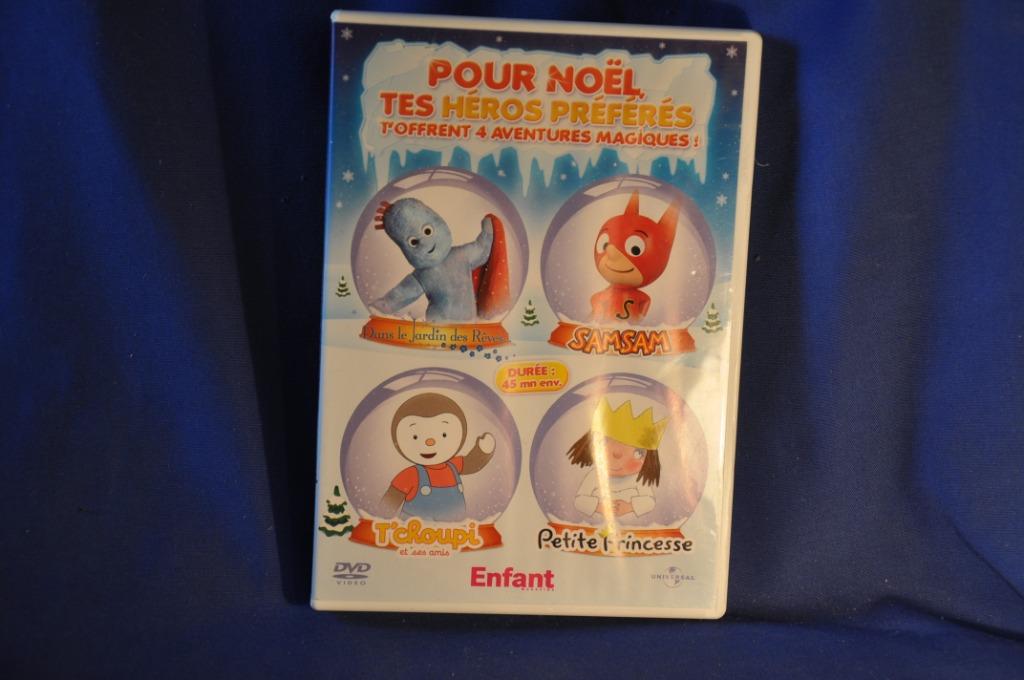 POUR NOËL,
TES HÉROS PRÉFÉRÉS
T'OFFRENT 4 AVENTURES MAGIQUES !
Dans le Jardin des Rêves
S
SAMSAM
DURÉE :
45 mn env.
T'choupi
et ses amis
Petite Princesse
DVD
VIDEO
Enfant
MAGAZINE
UNIVERSAL